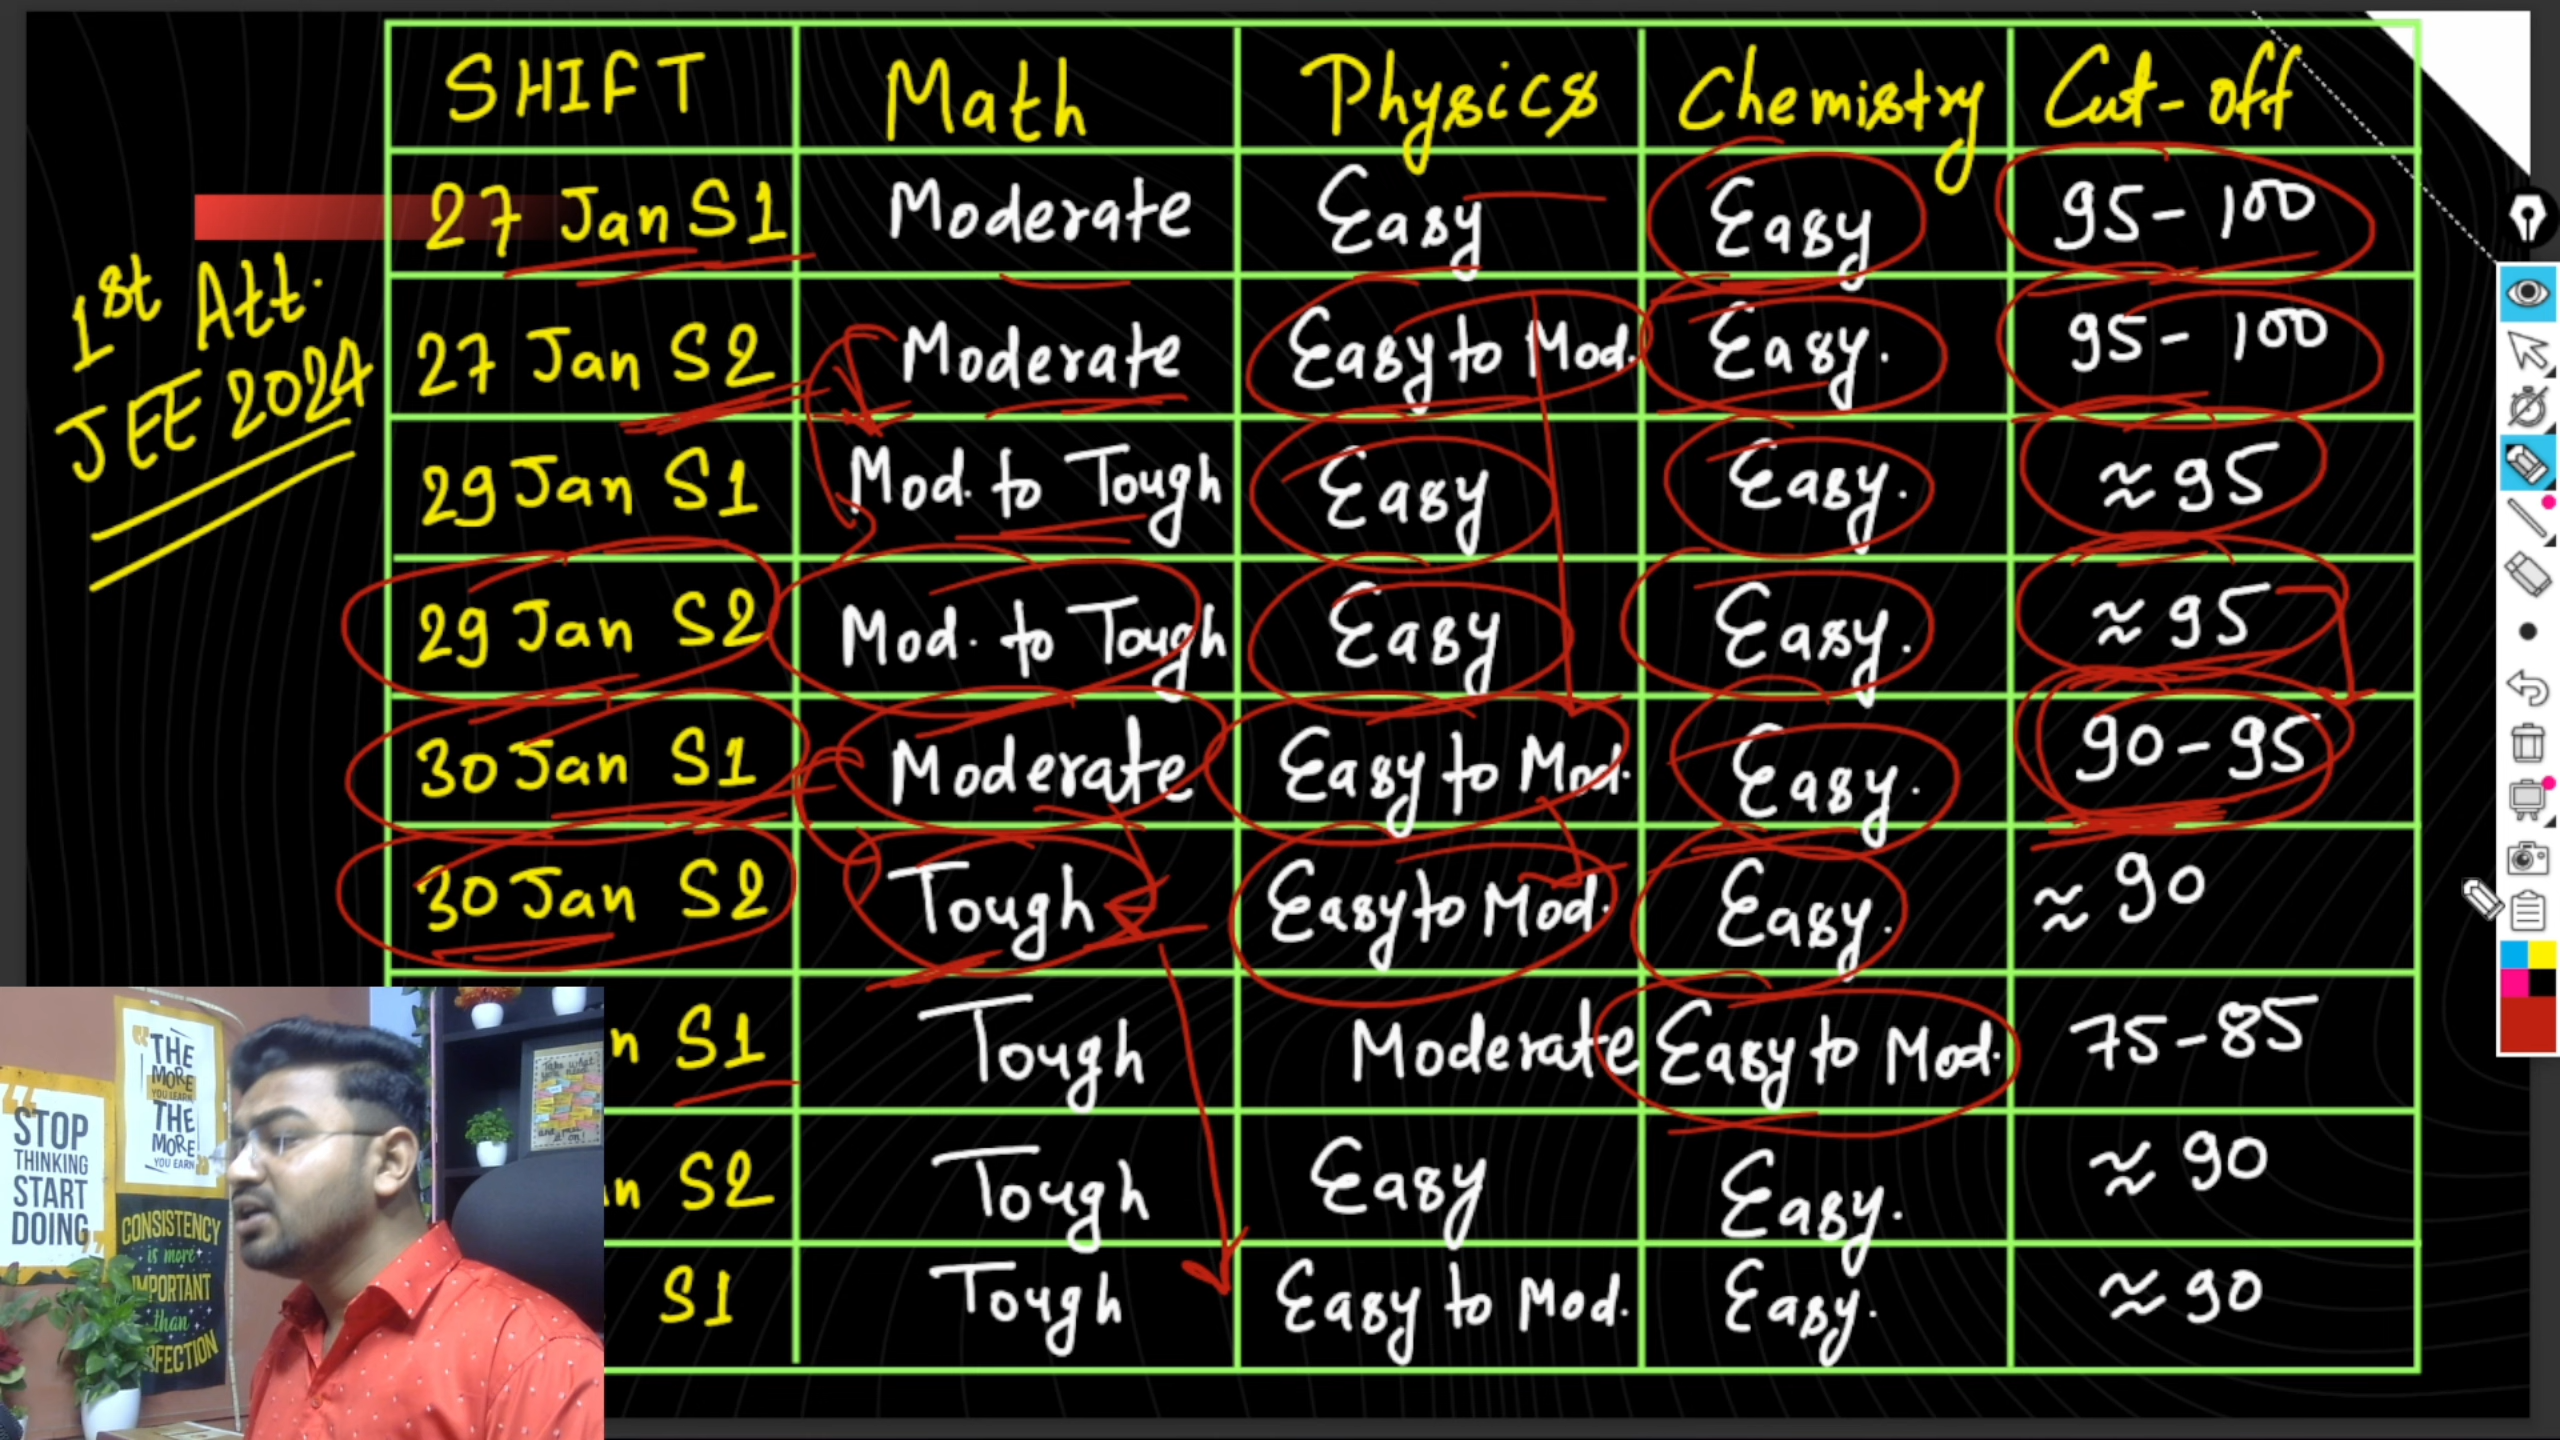 SHIFT Math Physics Chemistry Cut-off
27 Jan S1 Moderate Easy Easy 95-100
1st Att.
JEE 2024
27 Jan S2 Moderate Easy to Mod. Easy. 95-100
29 Jan S1 Mod. to Tough Easy Easy. ≈95
29 Jan S2 Mod. to Tough Easy Easy. ≈95
30 Jan S1 Moderate Easy to Mod. Easy. 90-95
30 Jan S2 Tough Easy to Mod. Easy. ≈90
n S1 Tough Moderate Easy to Mod. 75-85
n S2 Tough Easy Easy. ≈90
S1 Tough Easy to Mod. Easy. ≈90
“
THE
MORE
YOU LEARN
THE
MORE
YOU EARN
”
“
STOP
THINKING
START
DOING
”
CONSISTENCY
is more
IMPORTANT
than
RFECTION